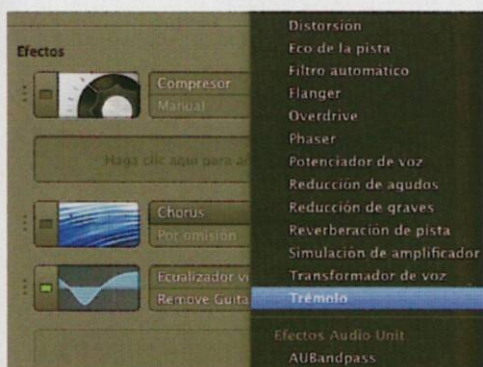 Efectos
Compresor
Manual
Haga clic aquí para
Chorus
Por omisión
Ecualizador
Remove
Distorsión
Eco de la pista
Filtro automático
Flanger
Overdrive
Phaser
Potenciador de voz
Reducción de agudos
Reducción de graves
Reverberación de pista
Simulación de amplificador
Transformador de voz
Trémolo
Efectos Audio Unit
AUBandpass